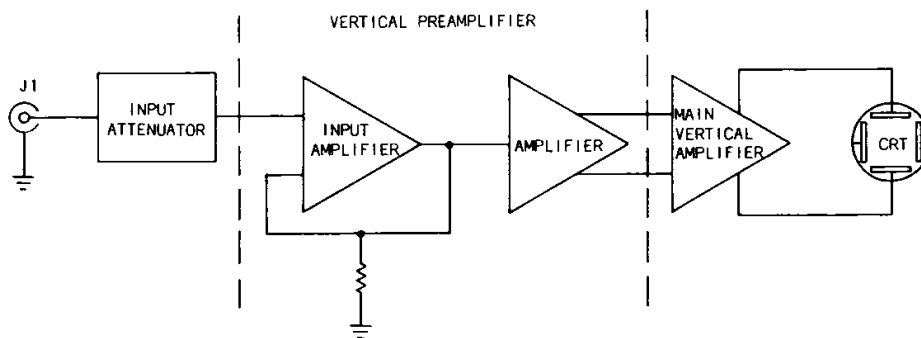 VERTICAL PREAMPLIFIER
J1
INPUT
ATTENUATOR
INPUT
AMPLIFIER
AMPLIFIER
MAIN
VERTICAL
AMPLIFIER
CRT